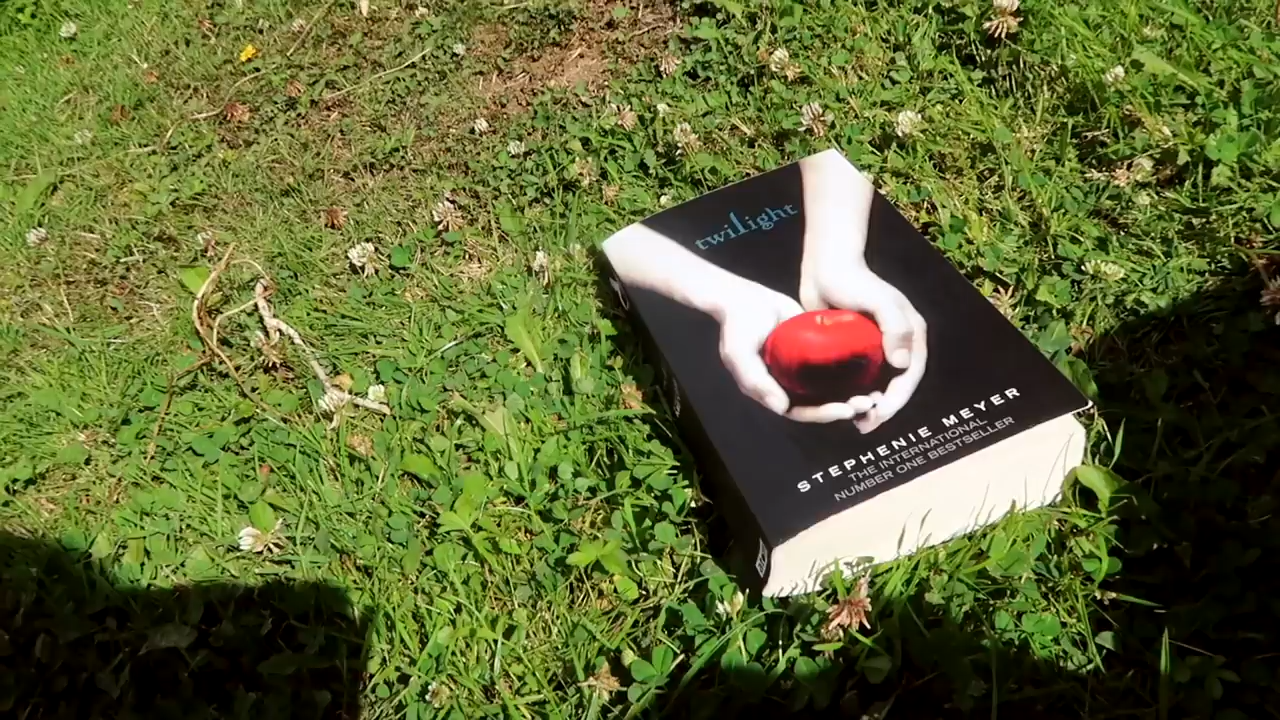 twilight
STEPHENIE MEYER
THE INTERNATIONAL
NUMBER ONE BESTSELLER